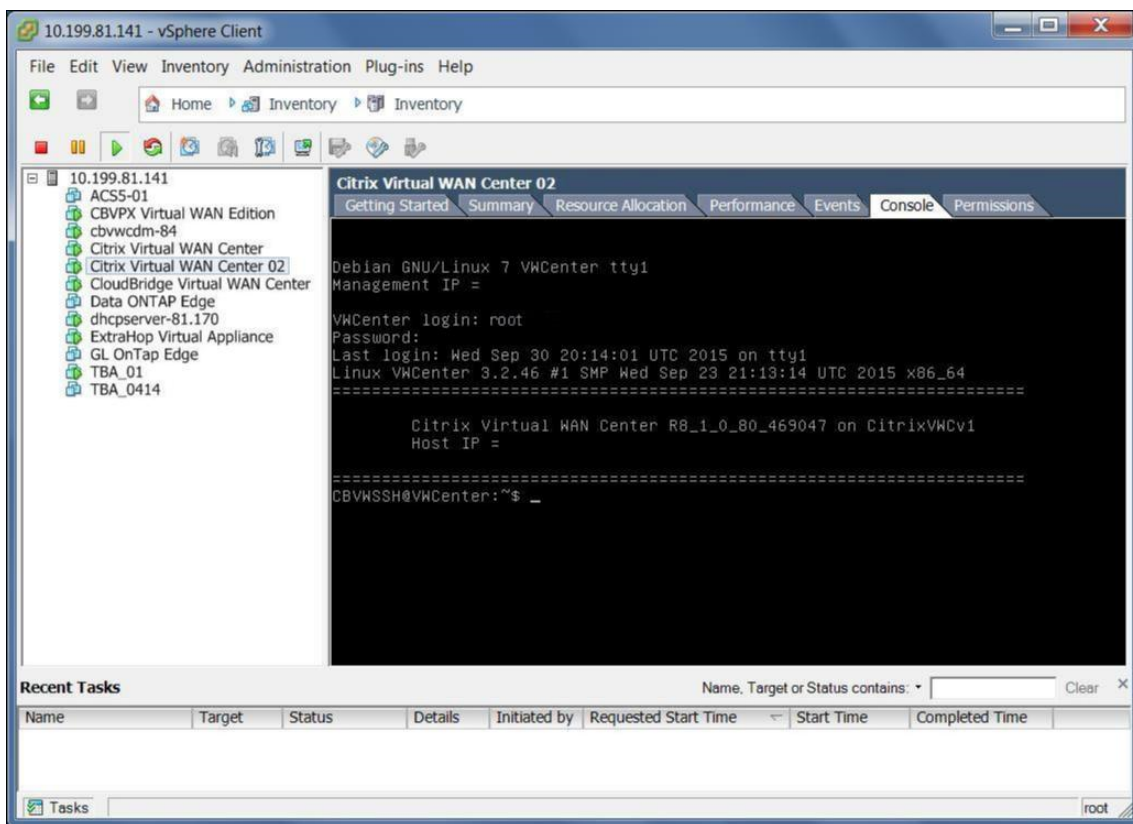 10.199.81.141 - vSphere Client
File Edit View Inventory Administration Plug-ins Help
Home Inventory Inventory
10.199.81.141
ACS5-01
CBVPX Virtual WAN Edition
cbvwcdm-84
Citrix Virtual WAN Center
Citrix Virtual WAN Center 02
CloudBridge Virtual WAN Center
Data ONTAP Edge
dhcpserver-81.170
ExtraHop Virtual Appliance
GL OnTap Edge
TBA_01
TBA_0414
Citrix Virtual WAN Center 02
Getting Started Summary Resource Allocation Performance Events Console Permissions
Debian GNU/Linux 7 VWCenter tty1
Management IP =
VWCenter login: root
Password:
Last login: Wed Sep 30 20:14:01 UTC 2015 on tty1
Linux VWCenter 3.2.46 #1 SMP Wed Sep 23 21:13:14 UTC 2015 x86_64
======================================================================
Citrix Virtual WAN Center R8_1_0_80_469047 on CitrixVWCv1
Host IP =
======================================================================
CBVWSSH@VWCenter:~$ _
Recent Tasks
Name, Target or Status contains: Clear
Name Target Status Details Initiated by Requested Start Time Start Time Completed Time
Tasks
root